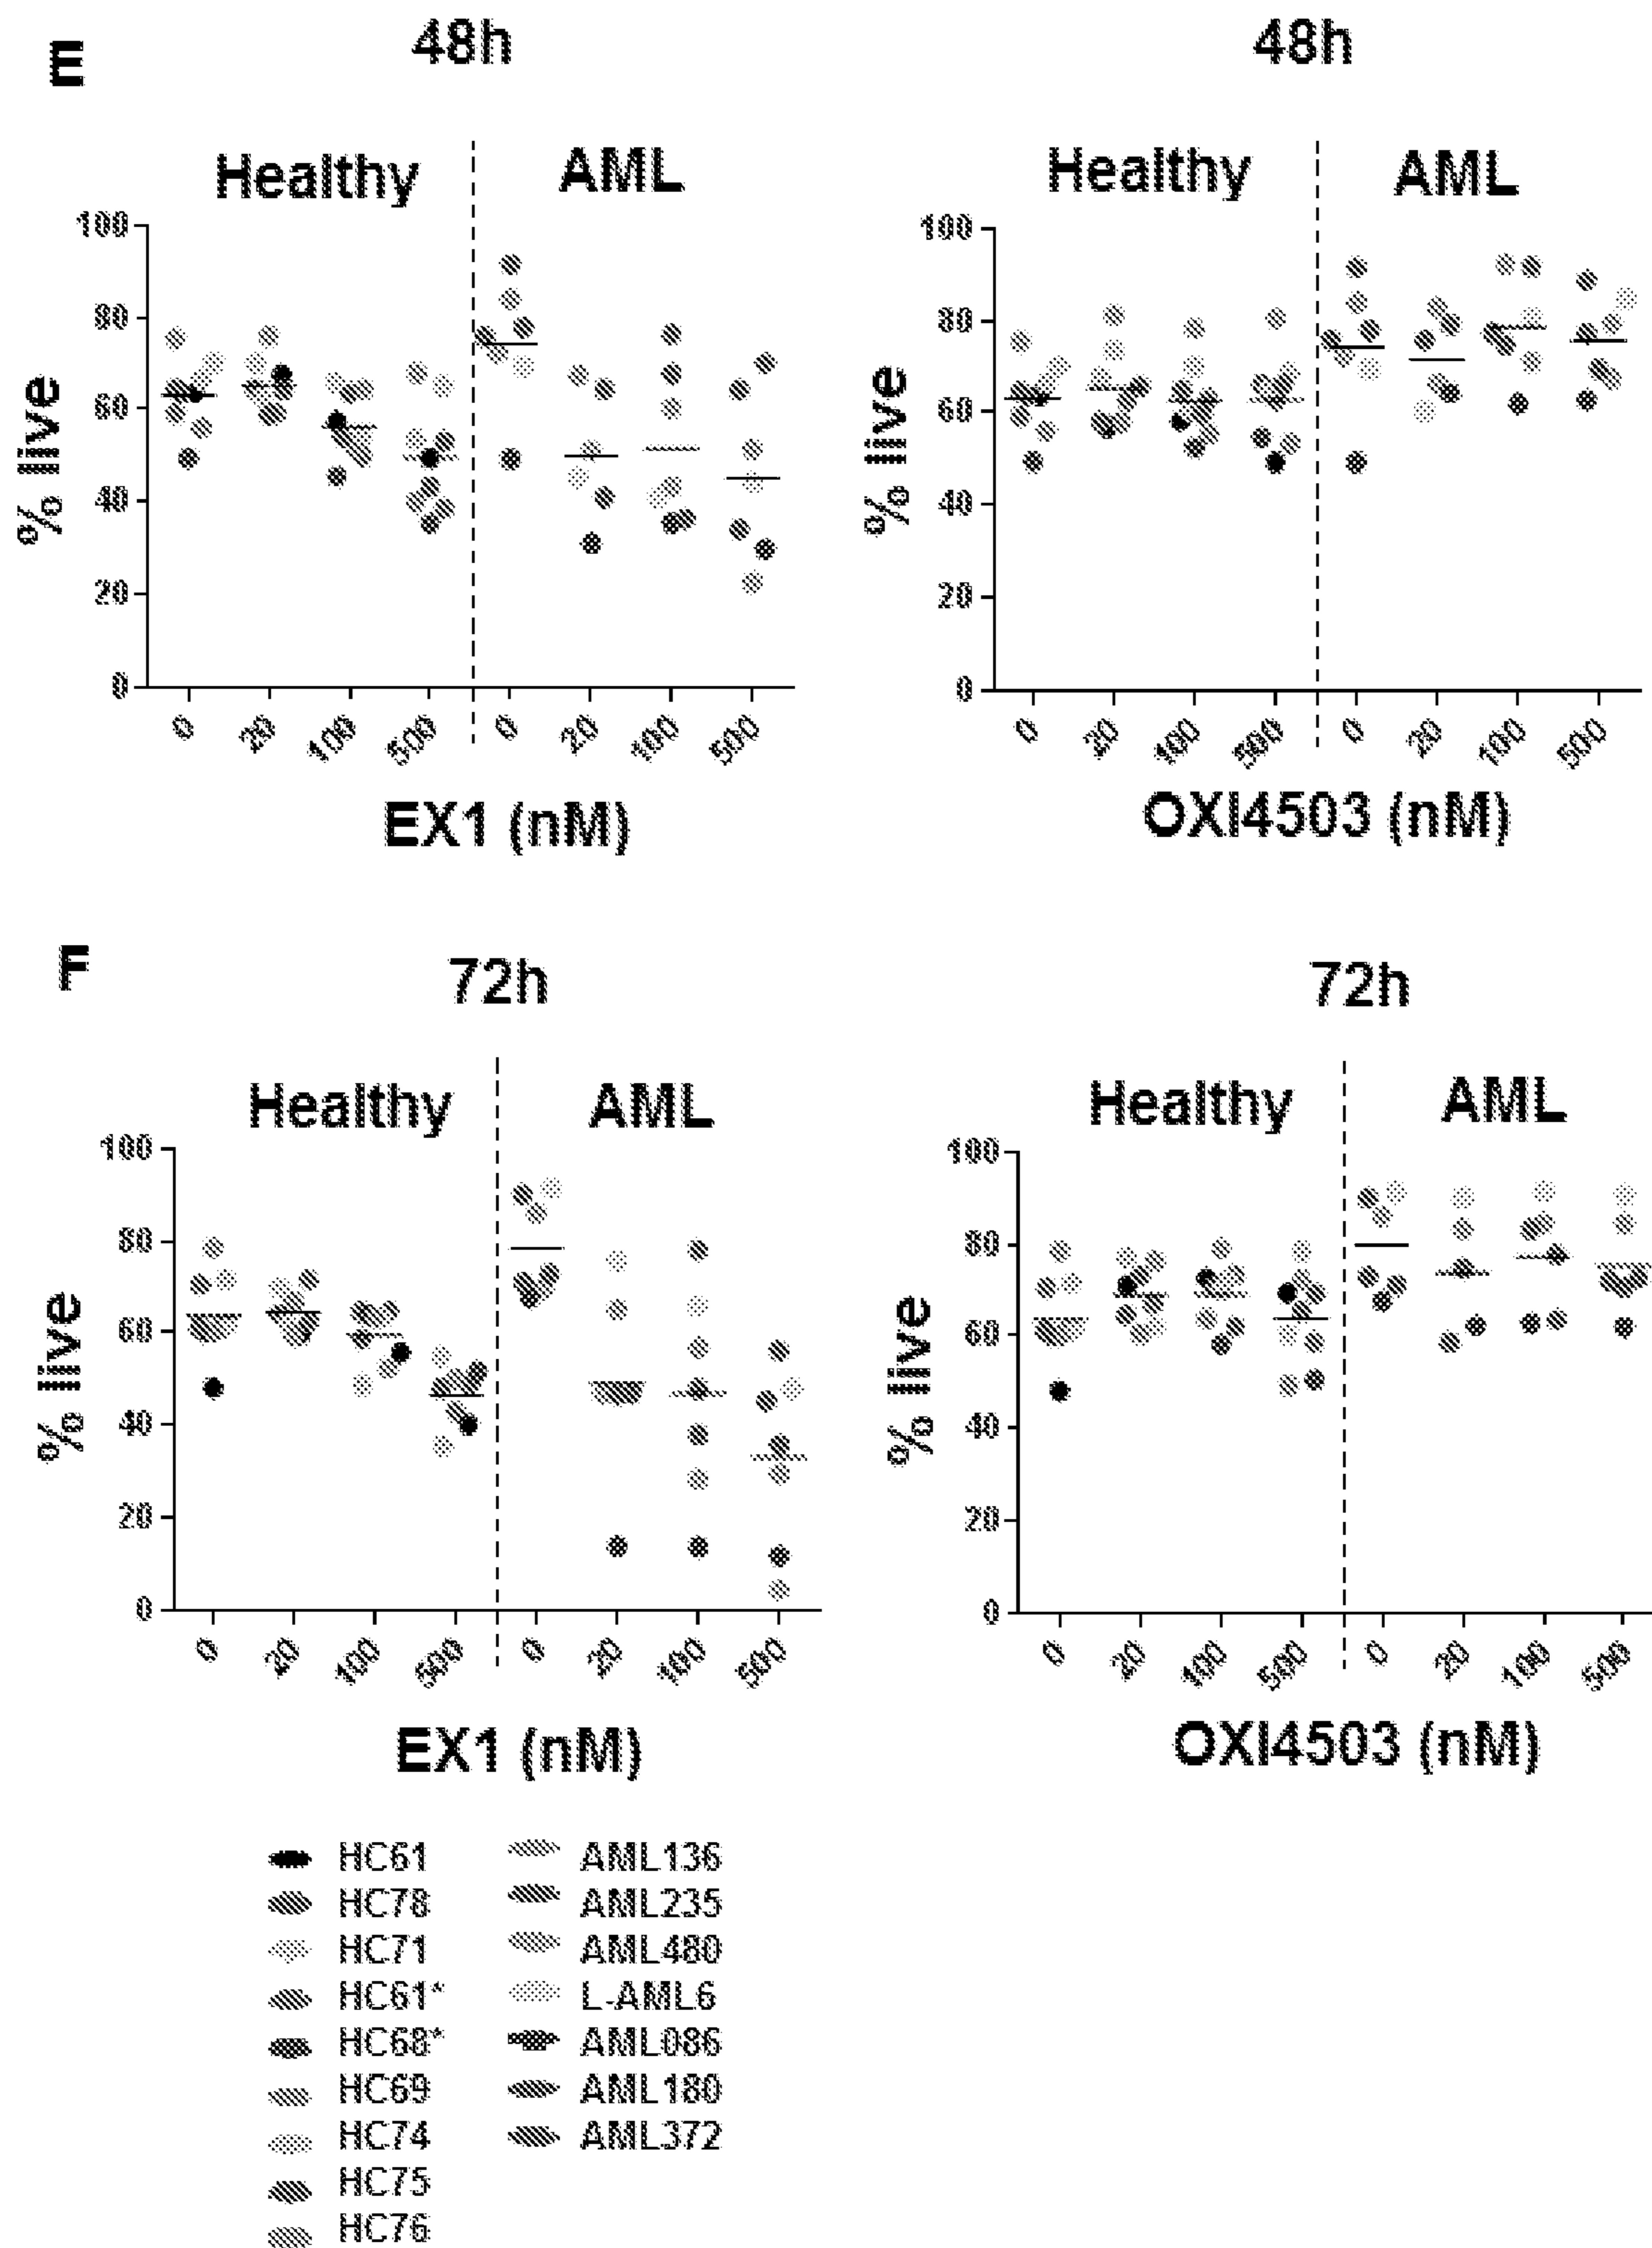 E
48h
Healthy
AML
% live
100
80
60
40
20
0
0 20 100 500 0 20 100 500
EX1 (nM)
48h
Healthy
AML
% live
100
80
60
40
20
0
0 20 100 500 0 20 100 500
OXI4503 (nM)
F
72h
Healthy
AML
% live
100
80
60
40
20
0
0 20 100 500 0 20 100 500
EX1 (nM)
72h
Healthy
AML
% live
100
80
60
40
20
0
0 20 100 500 0 20 100 500
OXI4503 (nM)
HC61
HC78
HC71
HC61*
HC68*
HC69
HC74
HC75
HC76
AML136
AML235
AML480
L-AML6
AML086
AML180
AML372